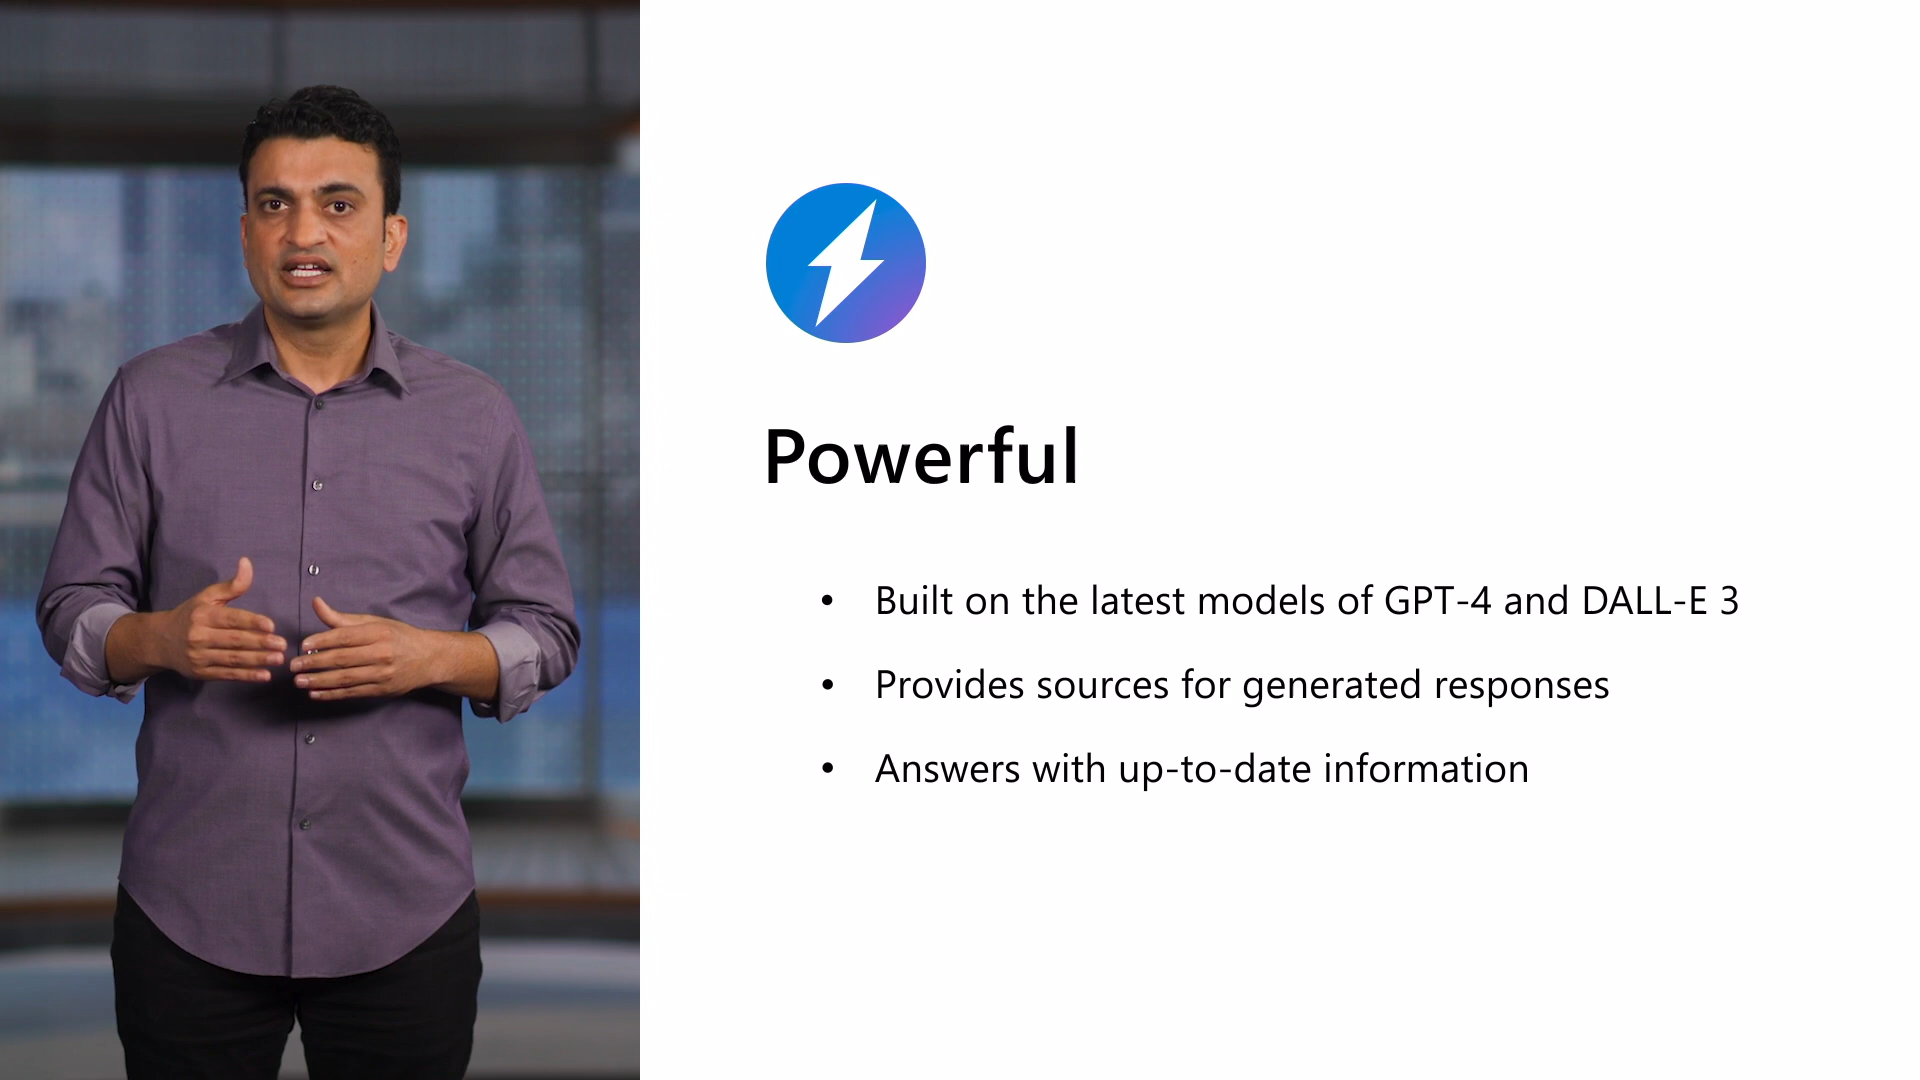 Powerful
• Built on the latest models of GPT-4 and DALL-E 3
• Provides sources for generated responses
• Answers with up-to-date information